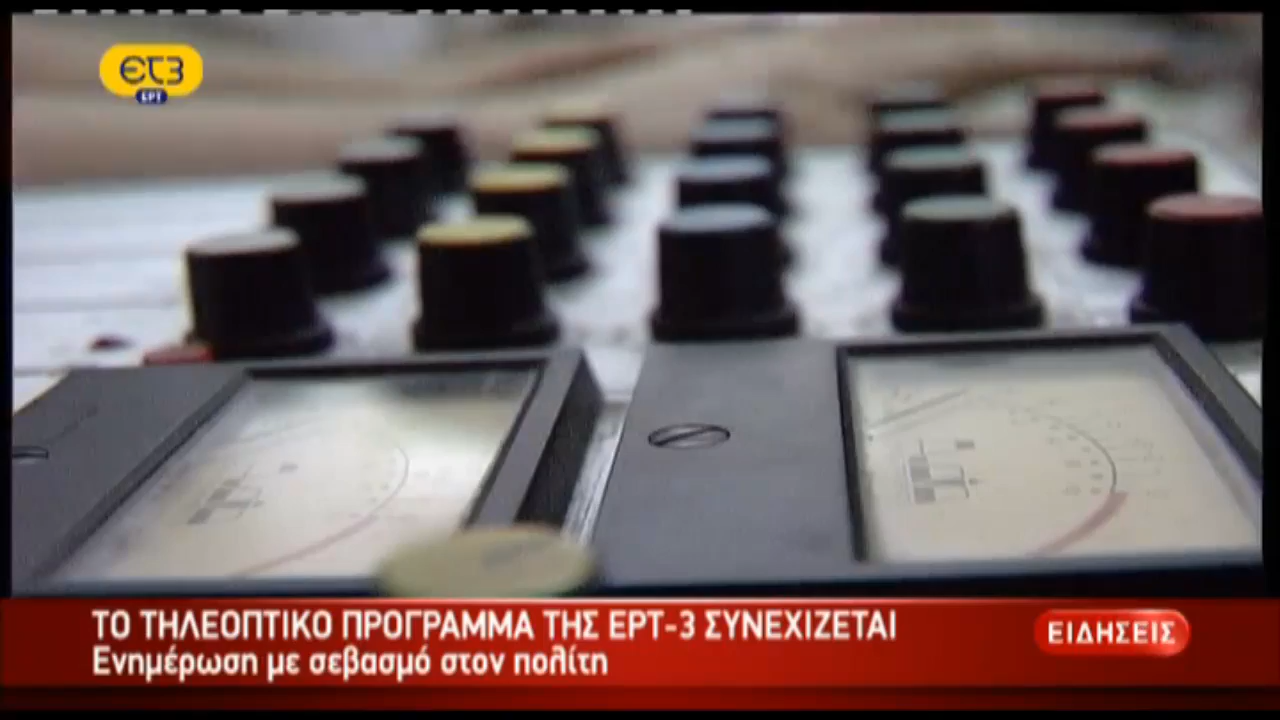 ετ3
ΕΡΤ
ΤΟ ΤΗΛΕΟΠΤΙΚΟ ΠΡΟΓΡΑΜΜΑ ΤΗΣ ΕΡΤ-3 ΣΥΝΕΧΙΖΕΤΑΙ
Ενημέρωση με σεβασμό στον πολίτη
ΕΙΔΗΣΕΙΣ